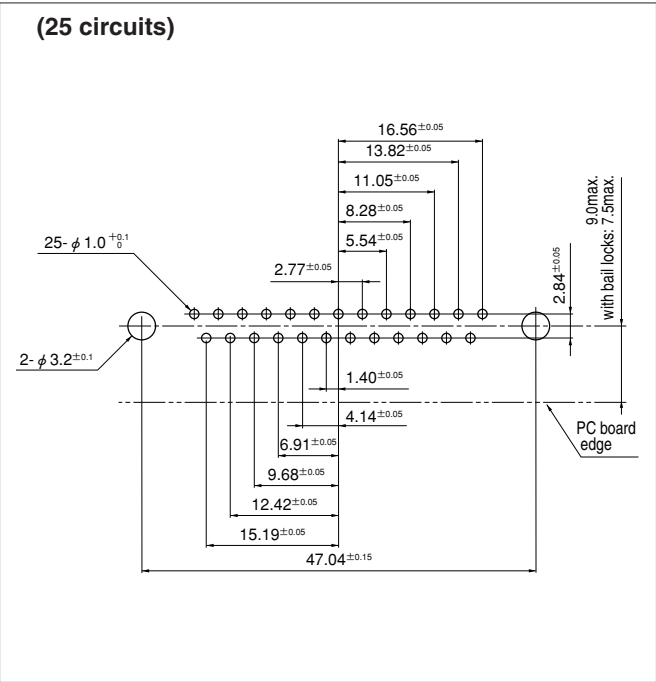 (25 circuits)
16.56±0.05
13.82±0.05
11.05±0.05
8.28±0.05
5.54±0.05
2.77±0.05
25- φ 1.0 +0.1 0
9.0max.
with bail locks: 7.5max.
2.84±0.05
2- φ 3.2±0.1
1.40±0.05
4.14±0.05
PC board
edge
6.91±0.05
9.68±0.05
12.42±0.05
15.19±0.05
47.04±0.15